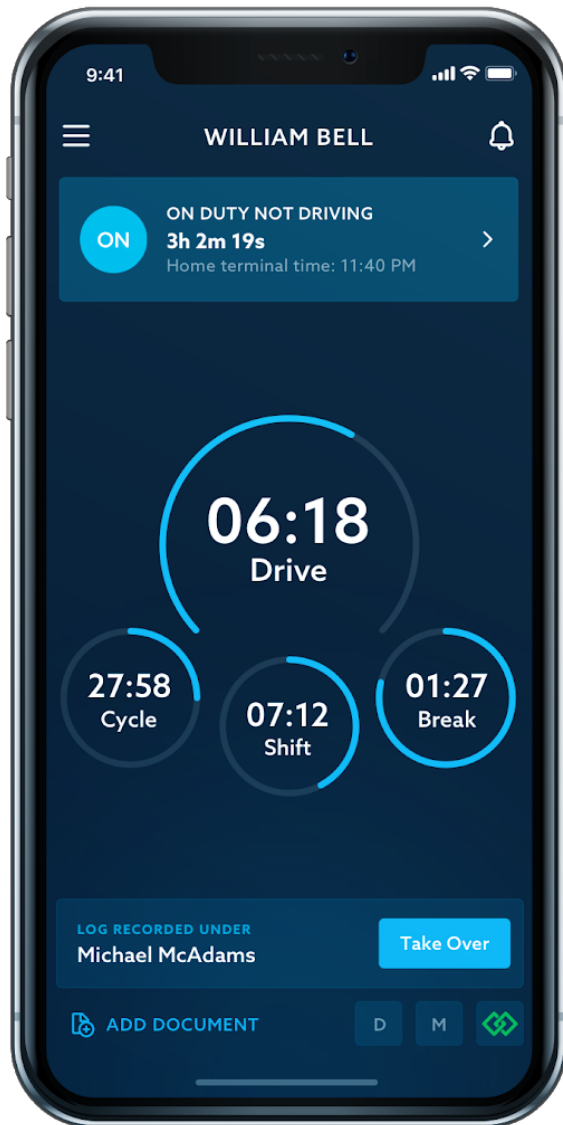 9:41
WILLIAM BELL
ON
ON DUTY NOT DRIVING
3h 2m 19s
Home terminal time: 11:40 PM
06:18
Drive
27:58
Cycle
07:12
Shift
01:27
Break
LOG RECORDED UNDER
Michael McAdams
Take Over
ADD DOCUMENT
D
M